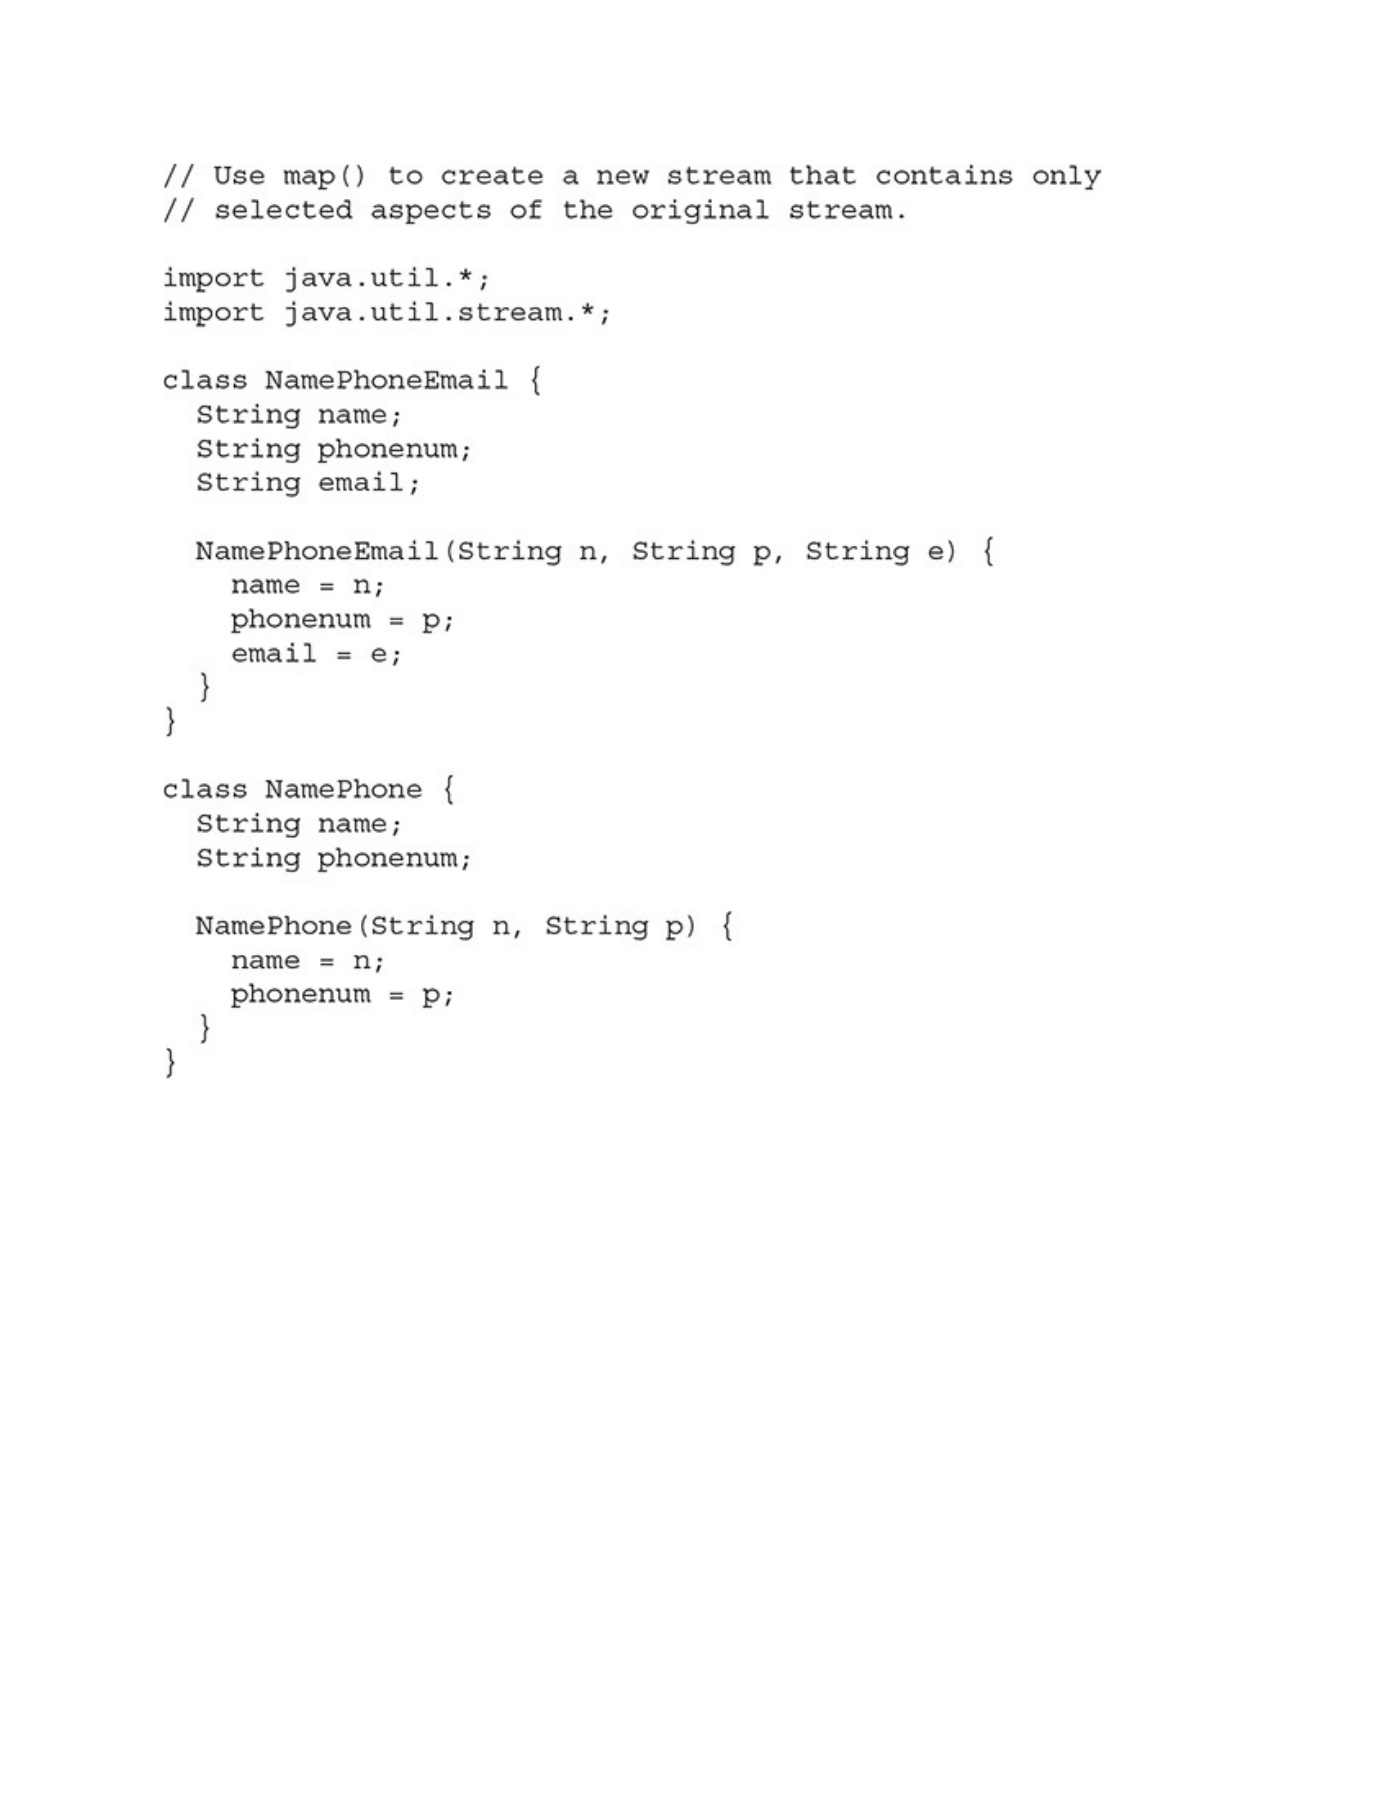 // Use map() to create a new stream that contains only
// selected aspects of the original stream.

import java.util.*;
import java.util.stream.*;

class NamePhoneEmail {
  String name;
  String phonenum;
  String email;

  NamePhoneEmail(String n, String p, String e) {
    name = n;
    phonenum = p;
    email = e;
  }
}

class NamePhone {
  String name;
  String phonenum;

  NamePhone(String n, String p) {
    name = n;
    phonenum = p;
  }
}